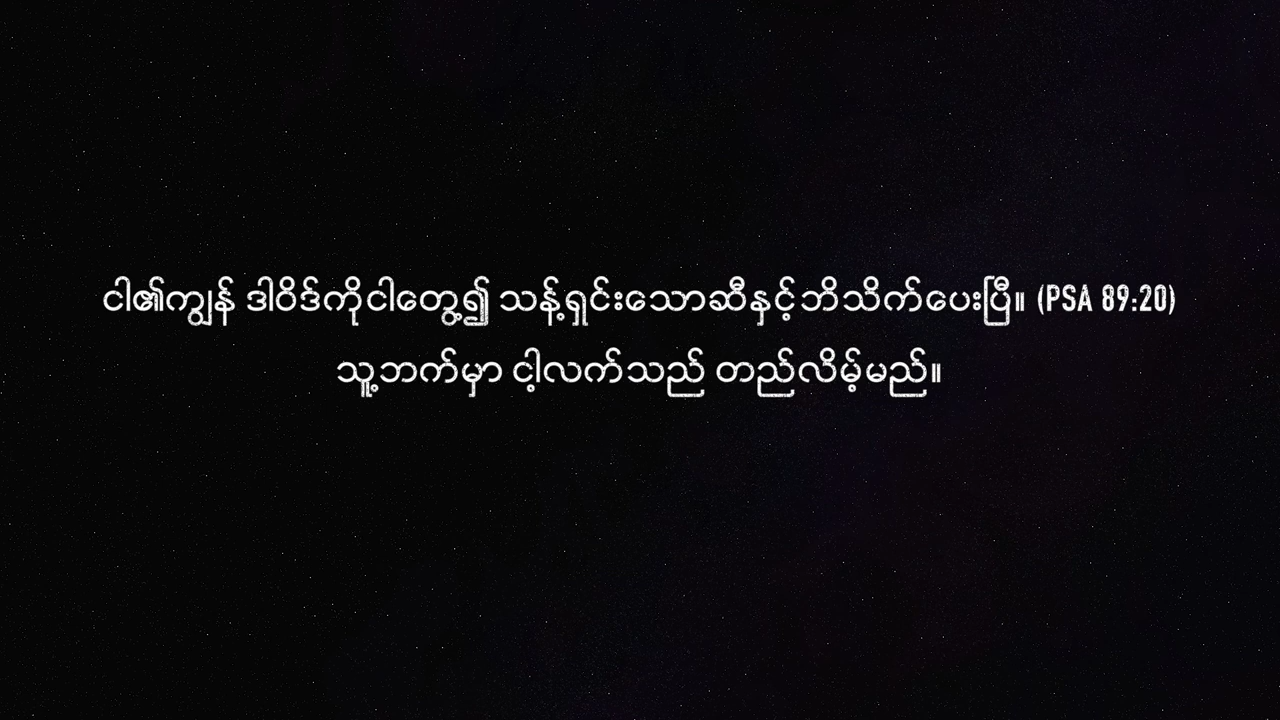 ငါ၏ကျွန် ဒါဝိဒ်ကိုငါတွေ့၍ သန့်ရှင်းသောဆီနှင့်ဘိသိက်ပေးပြီ။ (PSA 89:20)
သူ့ဘက်မှာ ငါ့လက်သည် တည်လိမ့်မည်။